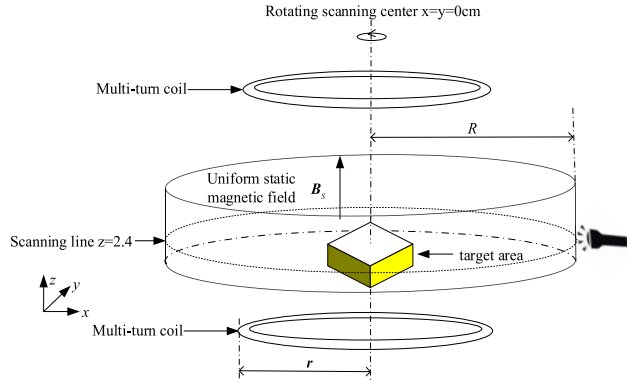 Rotating scanning center x=y=0cm
Multi-turn coil
R
Uniform static
magnetic field
Bs
Scanning line z=2.4
target area
z
y
x
Multi-turn coil
r